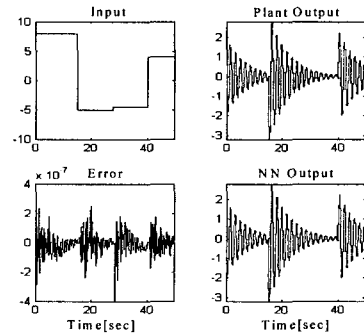 Input
10
5
0
-5
-10
0 20 40
Plant Output
2
1
0
-1
-2
-3
0 20 40
× 10⁷
Error
4
2
0
-2
-4
0 20 40
Time[sec]
NN Output
2
1
0
-1
-2
-3
0 20 40
Time[sec]